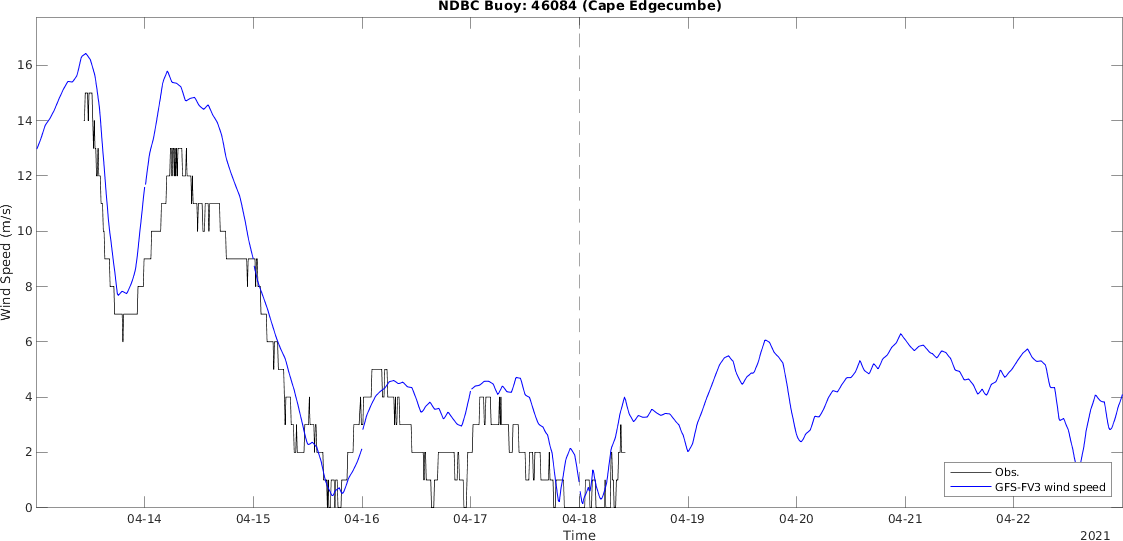 NDBC Buoy: 46084 (Cape Edgecumbe)
16
14
12
10
8
6
4
2
0
Wind Speed (m/s)
04-14 04-15 04-16 04-17 04-18 04-19 04-20 04-21 04-22
Time
2021
Obs.
GFS-FV3 wind speed